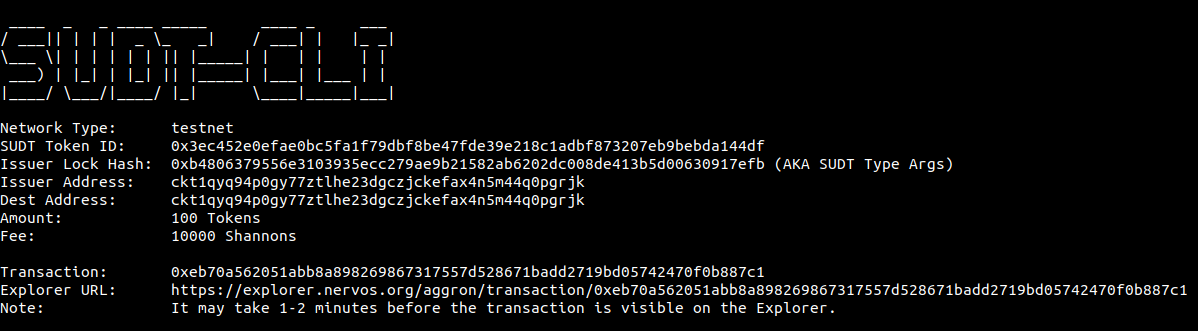 SUDT-CLI
Network Type: testnet
SUDT Token ID: 0x3ec452e0efae0bc5fa1f79dbf8be47fde39e218c1adbf873207eb9bebda144df
Issuer Lock Hash: 0xb48063795​56e3103935ecc279ae9b21582ab6202dc008de413b5d00630917efb (AKA SUDT Type Args)
Issuer Address: ckt1qyq94p0gy77ztlhe23dgczjckefax4n5m44q0pgrjk
Dest Address: ckt1qyq94p0gy77ztlhe23dgczjckefax4n5m44q0pgrjk
Amount: 100 Tokens
Fee: 10000 Shannons
Transaction: 0xeb70a562051abb8a898269867317557d528671badd2719bd05742470f0b887c1
Explorer URL: https://explorer.nervos.org/aggron/transaction/0xeb70a562051abb8a898269867317557d528671badd2719bd05742470f0b887c1
Note: It may take 1-2 minutes before the transaction is visible on the Explorer.